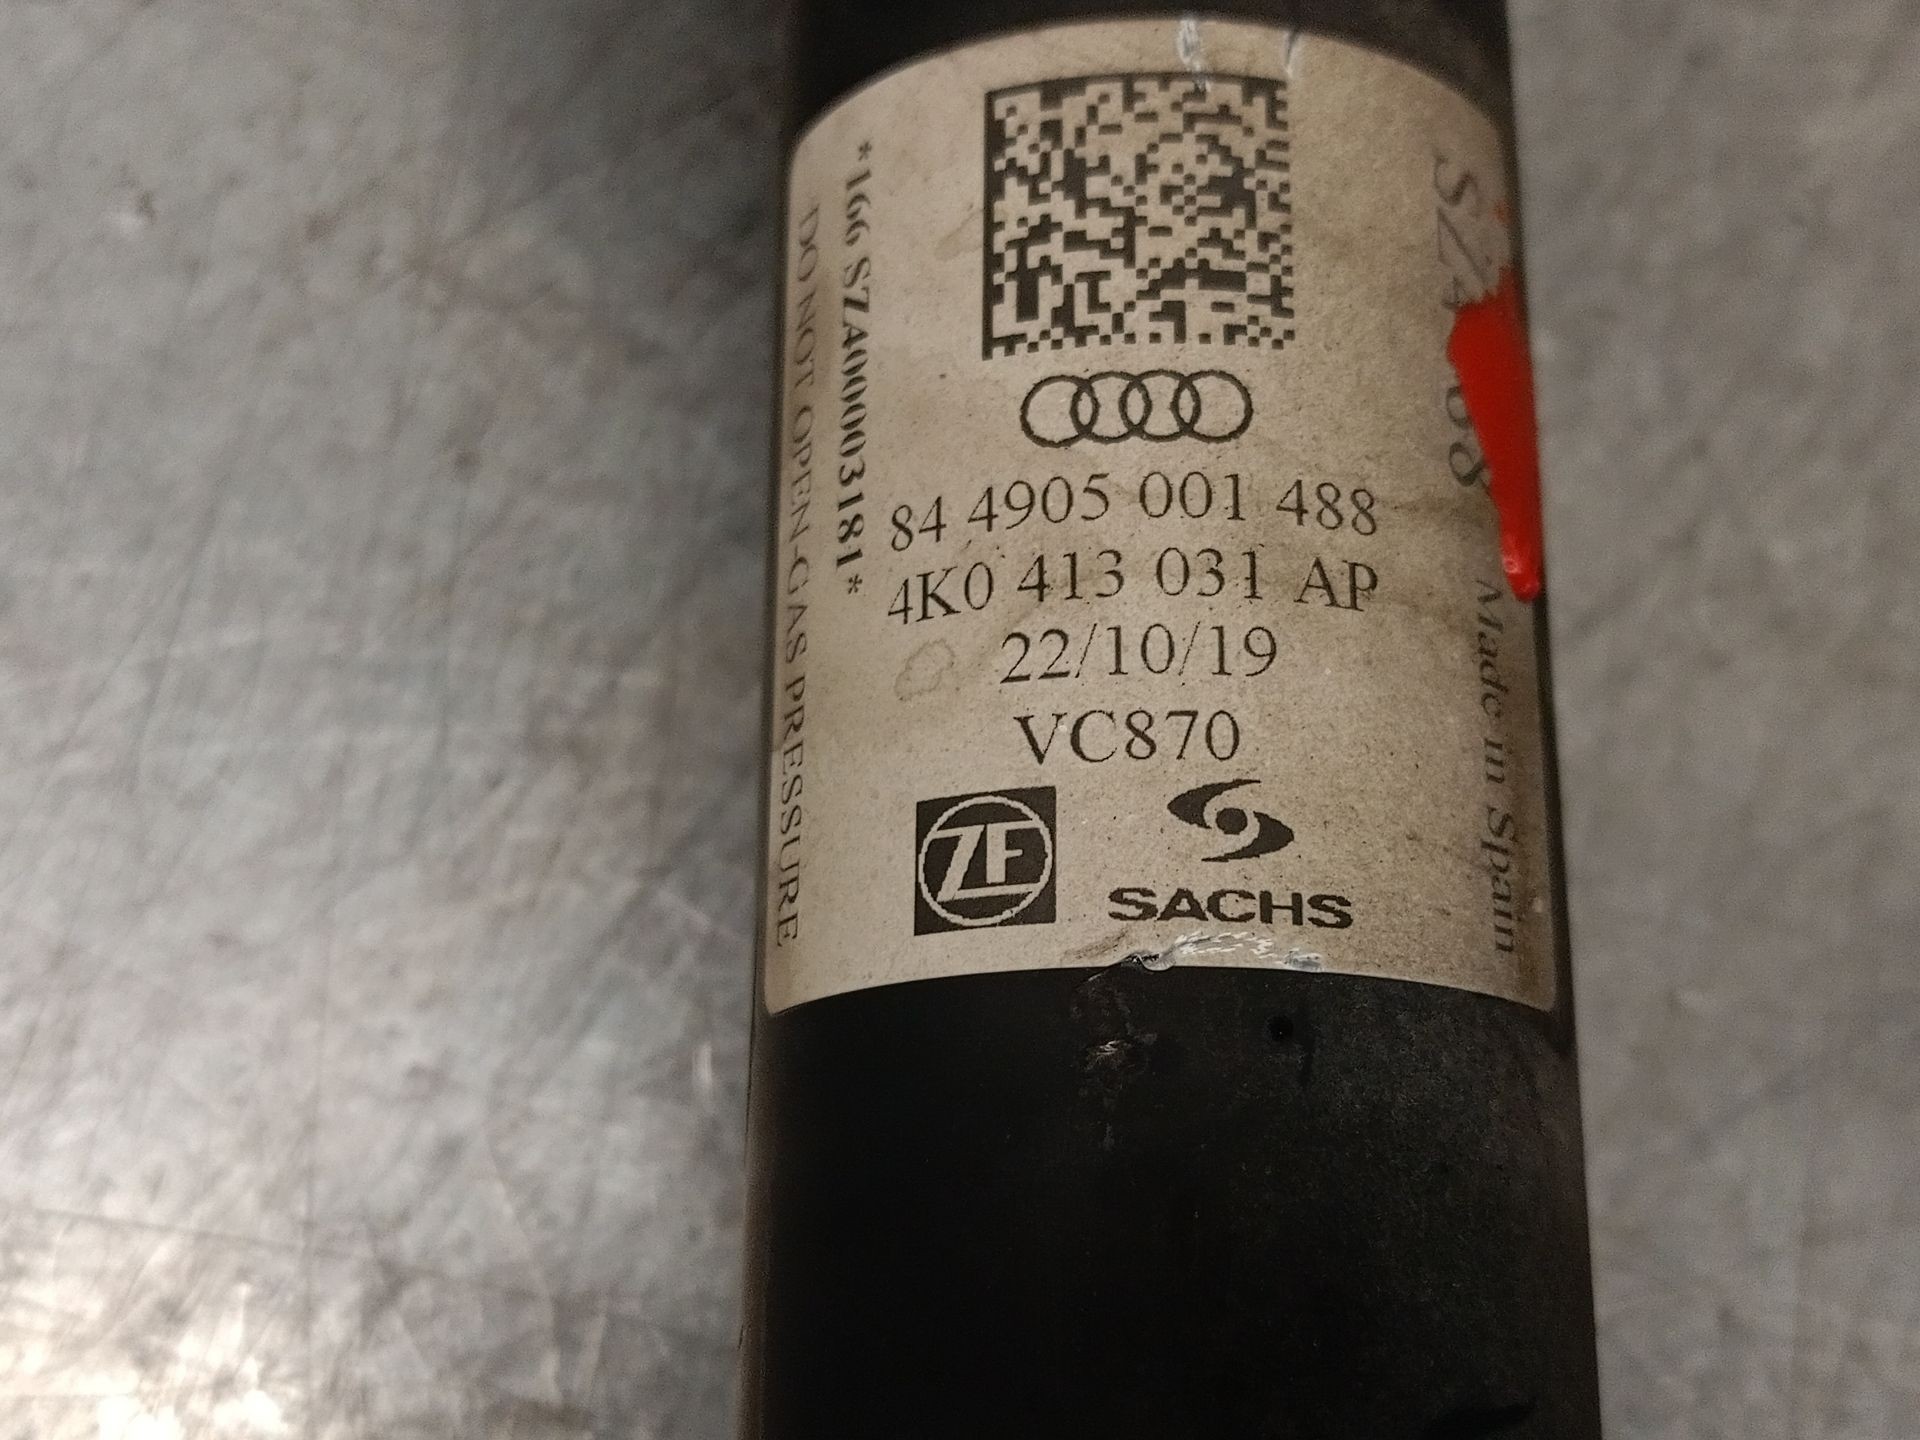 *166 SZA000003181*
DO NOT OPEN-GAS PRESSURE
84 4905 001 488
4K0 413 031 AP
22/10/19
VC870
ZF
SACHS
Made in Spain